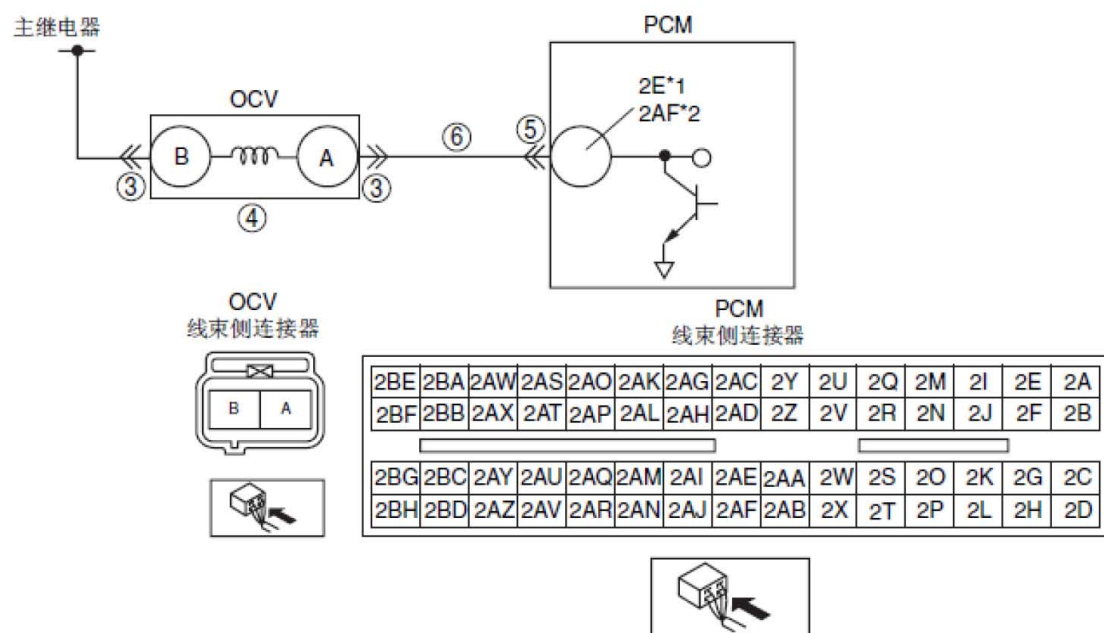 主继电器
PCM
OCV
2E*1
2AF*2
B
A
③
④
③
⑥
⑤
OCV
线束侧连接器
B A
PCM
线束侧连接器
2BE 2BA 2AW 2AS 2AO 2AK 2AG 2AC 2Y 2U 2Q 2M 2I 2E 2A
2BF 2BB 2AX 2AT 2AP 2AL 2AH 2AD 2Z 2V 2R 2N 2J 2F 2B
2BG 2BC 2AY 2AU 2AQ 2AM 2AI 2AE 2AA 2W 2S 2O 2K 2G 2C
2BH 2BD 2AZ 2AV 2AR 2AN 2AJ 2AF 2AB 2X 2T 2P 2L 2H 2D